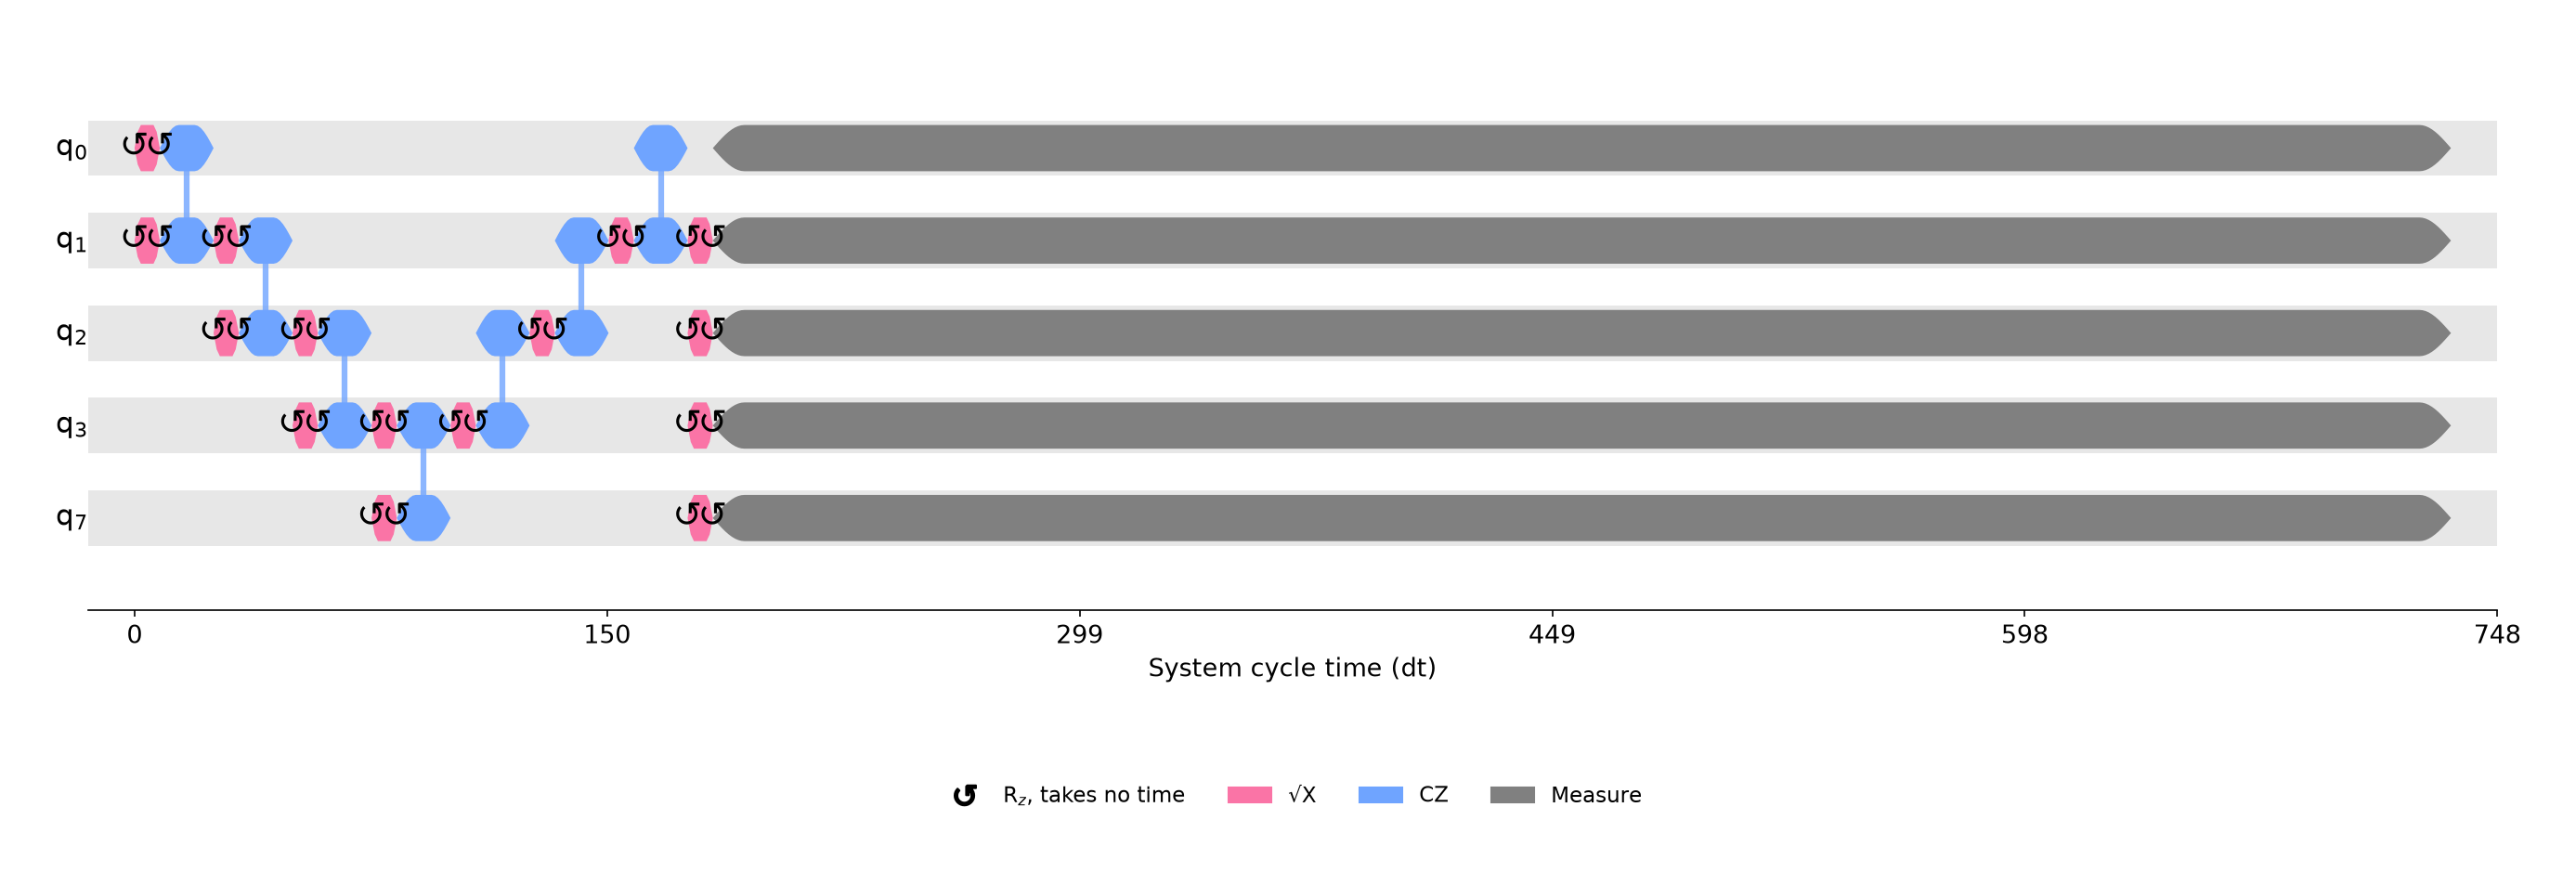 q0
q1
q2
q3
q7
0 150 299 449 598 748
System cycle time (dt)
Rz, takes no time √X CZ Measure